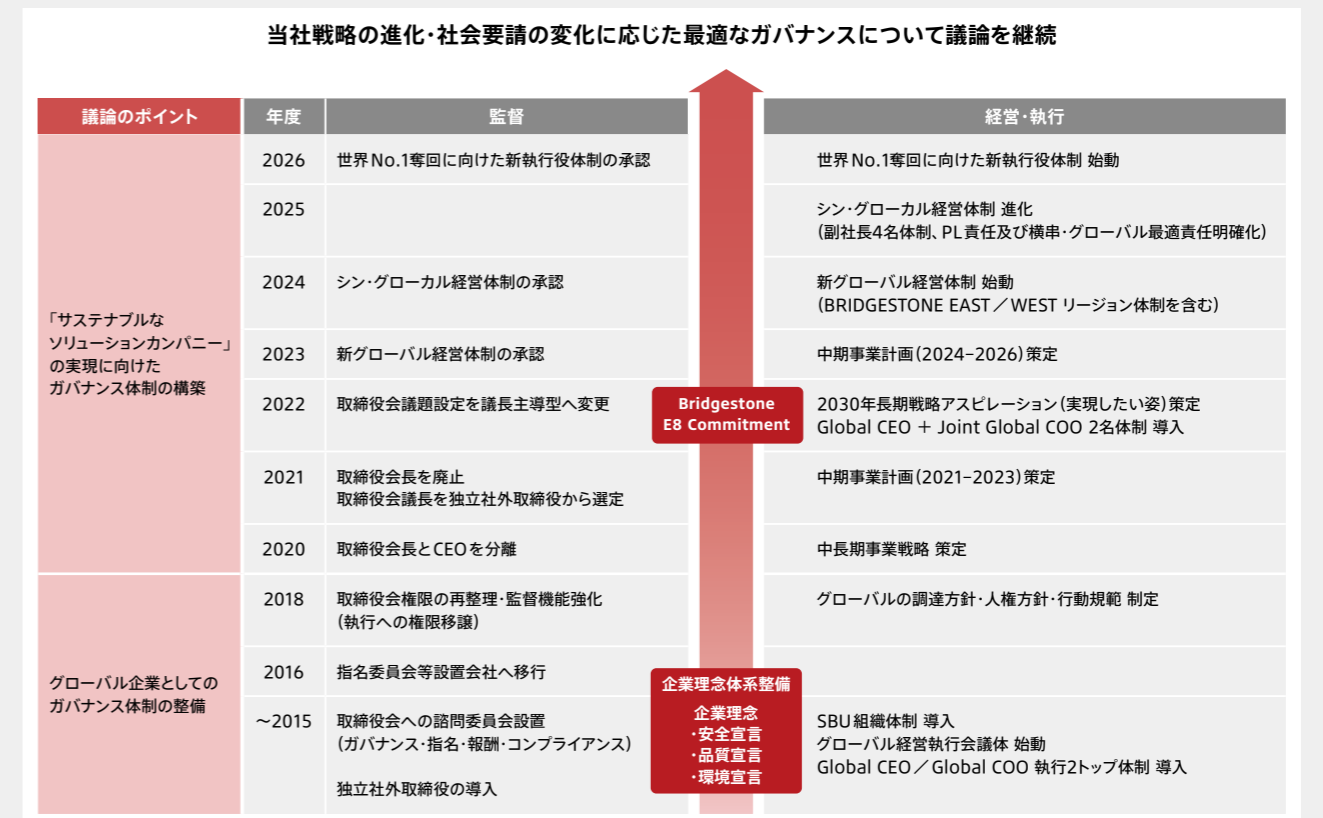 当社戦略の進化･社会要請の変化に応じた最適なガバナンスについて議論を継続
議論のポイント
年度
監督
経営･執行
「サステナブルな
ソリューションカンパニー」
の実現に向けた
ガバナンス体制の構築
2026
世界No.1奪回に向けた新執行役体制の承認
世界No.1奪回に向けた新執行役体制 始動
2025
シン･グローカル経営体制 進化
(副社長4名体制、PL責任及び横串･グローバル最適責任明確化)
2024
シン･グローカル経営体制の承認
新グローバル経営体制 始動
(BRIDGESTONE EAST／WEST リージョン体制を含む)
2023
新グローバル経営体制の承認
中期事業計画(2024−2026)策定
2022
取締役会議題設定を議長主導型へ変更
Bridgestone
E8 Commitment
2030年長期戦略アスピレーション(実現したい姿)策定
Global CEO ＋ Joint Global COO 2名体制 導入
2021
取締役会長を廃止
取締役会議長を独立社外取締役から選定
中期事業計画(2021−2023)策定
2020
取締役会長とCEOを分離
中長期事業戦略 策定
グローバル企業としての
ガバナンス体制の整備
2018
取締役会権限の再整理･監督機能強化
(執行への権限移譲)
グローバルの調達方針･人権方針･行動規範 制定
2016
指名委員会等設置会社へ移行
企業理念体系整備
企業理念
･安全宣言
･品質宣言
･環境宣言
～2015
取締役会への諮問委員会設置
(ガバナンス･指名･報酬･コンプライアンス)
独立社外取締役の導入
SBU組織体制 導入
グローバル経営執行会議体 始動
Global CEO／Global COO 執行2トップ体制 導入